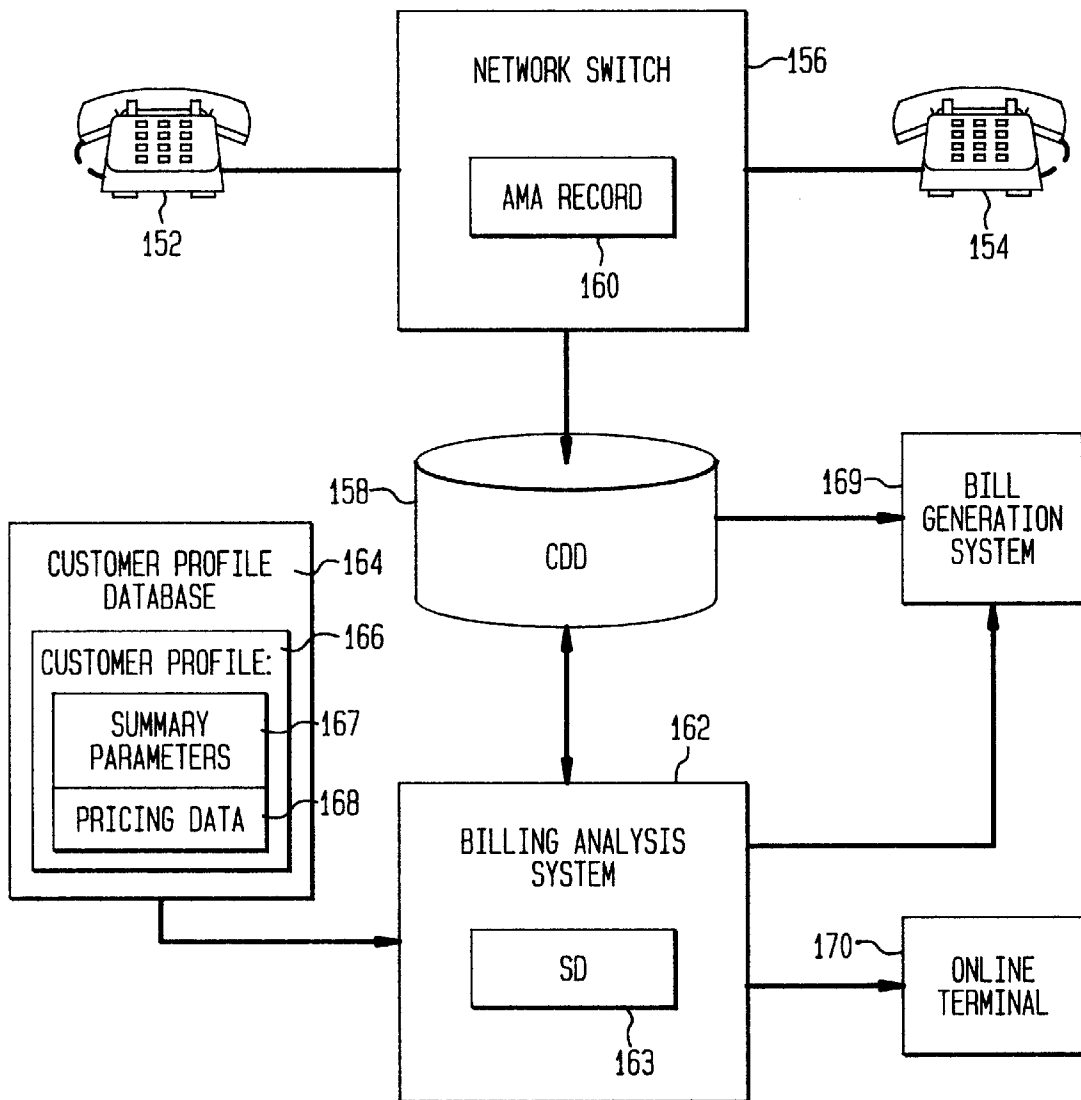 NETWORK SWITCH
156
152
AMA RECORD
154
160
158
CDD
169
BILL
GENERATION
SYSTEM
CUSTOMER PROFILE
DATABASE
164
166
CUSTOMER PROFILE:
SUMMARY
PARAMETERS
167
PRICING DATA
168
162
BILLING ANALYSIS
SYSTEM
SD
163
170
ONLINE
TERMINAL